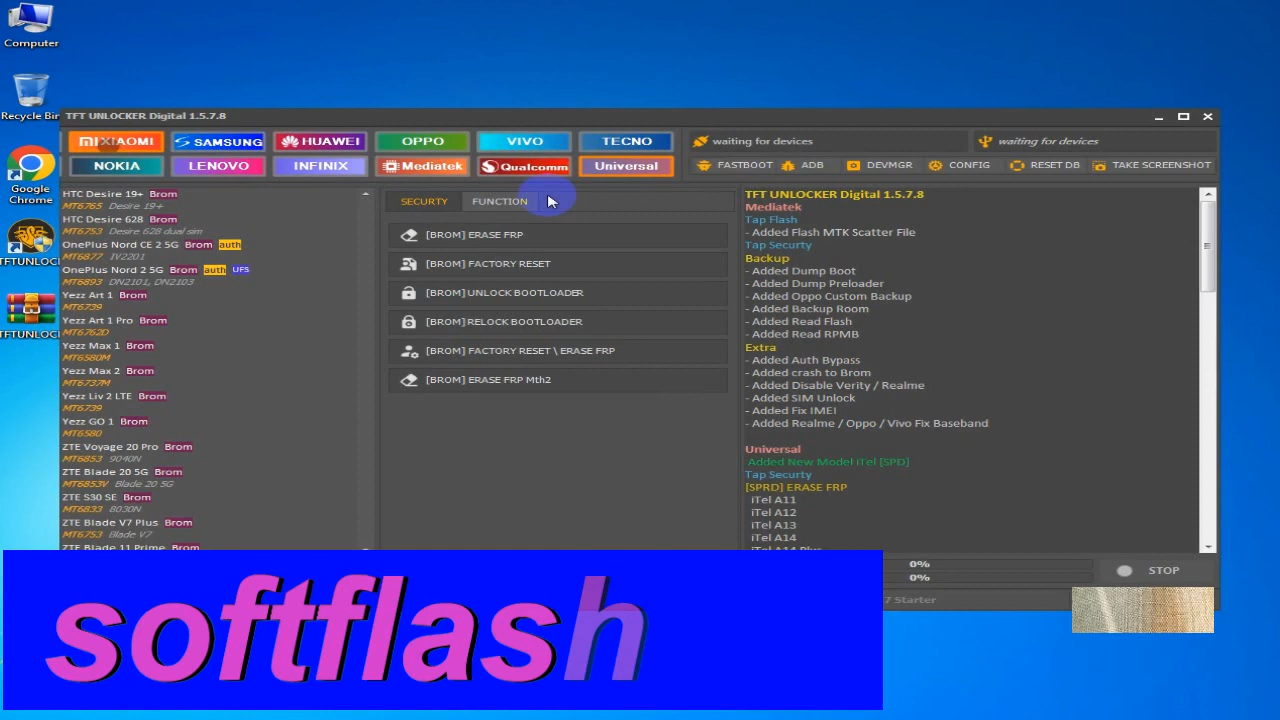 Computer
Recycle Bin
Google
Chrome
TFTUNLOC
TFTUNLOC
TFT UNLOCKER Digital 1.5.7.8
XIAOMI
SAMSUNG
HUAWEI
OPPO
VIVO
TECNO
NOKIA
LENOVO
INFINIX
Mediatek
Qualcomm
Universal
waiting for devices
waiting for devices
FASTBOOT
ADB
DEVMGR
CONFIG
RESET DB
TAKE SCREENSHOT
HTC Desire 19+ Brom
MT6765 Desire 19+
HTC Desire 628 Brom
MT6753 Desire 628 dual sim
OnePlus Nord CE 2 5G Brom auth
MT6877 IV2201
OnePlus Nord 2 5G Brom auth UFS
MT6893 DN2101, DN2103
Yezz Art 1 Brom
MT6739
Yezz Art 1 Pro Brom
MT6762D
Yezz Max 1 Brom
MT6580M
Yezz Max 2 Brom
MT6737M
Yezz Liv 2 LTE Brom
MT6739
Yezz GO 1 Brom
MT6580
ZTE Voyage 20 Pro Brom
MT6853 9040N
ZTE Blade 20 5G Brom
MT6853V Blade 20 5G
ZTE S30 SE Brom
MT6833 8030N
ZTE Blade V7 Plus Brom
MT6753 Blade V7
ZTE Blade 11 Prime Brom
SECURTY
FUNCTION
[BROM] ERASE FRP
[BROM] FACTORY RESET
[BROM] UNLOCK BOOTLOADER
[BROM] RELOCK BOOTLOADER
[BROM] FACTORY RESET \ ERASE FRP
[BROM] ERASE FRP Mth2
TFT UNLOCKER Digital 1.5.7.8
Mediatek
Tap Flash
- Added Flash MTK Scatter File
Tap Securty
Backup
- Added Dump Boot
- Added Dump Preloader
- Added Oppo Custom Backup
- Added Backup Room
- Added Read Flash
- Added Read RPMB
Extra
- Added Auth Bypass
- Added crash to Brom
- Added Disable Verity / Realme
- Added SIM Unlock
- Added Fix IMEI
- Added Realme / Oppo / Vivo Fix Baseband
Universal
Added New Model iTel [SPD]
Tap Securty
[SPRD] ERASE FRP
iTel A11
iTel A12
iTel A13
iTel A14
iTel A14 Plus
0%
0%
STOP
7 Starter
softflash